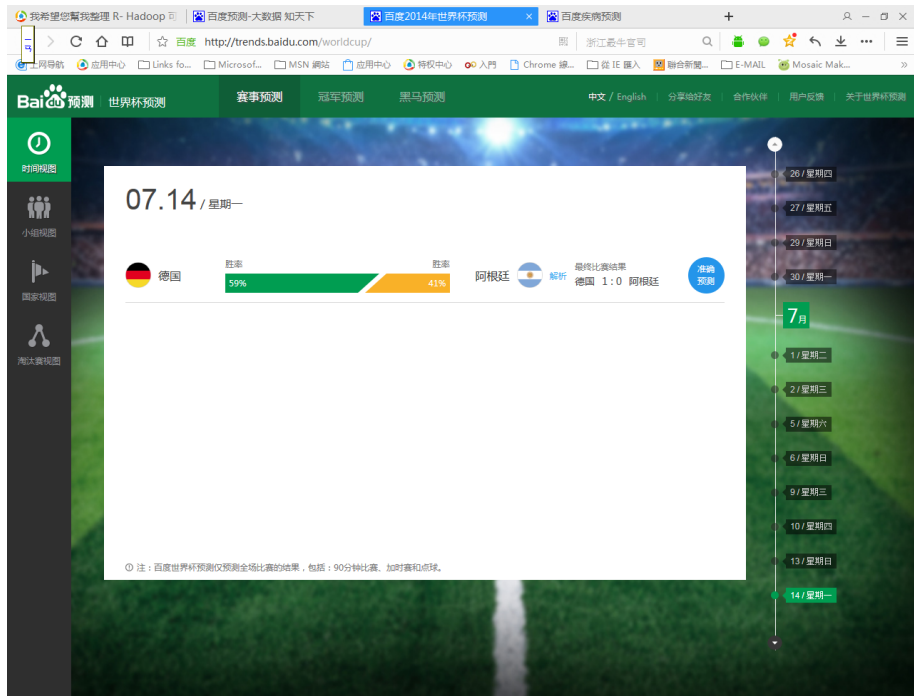 我希望您幫我整理 R- Hadoop 可
百度预测-大数据 知天下
百度2014年世界杯预测
百度疾病预测
百度 http://trends.baidu.com/worldcup/
浙江最牛官司
上网导航 应用中心 Links fo... Microsof... MSN 網站 应用中心 特权中心 入門 Chrome 線... 從 IE 匯入 聯合新聞... E-MAIL Mosaic Mak... »
Bai du 预测 世界杯预测
赛事预测 冠军预测 黑马预测
中文 / English 分享给好友 合作伙伴 用户反馈 关于世界杯预测
时间视图
小组视图
国家视图
淘汰赛视图
07.14 / 星期一
德国
胜率 胜率
59% 41%
阿根廷
解析
最终比赛结果
德国 1:0 阿根廷
准确
预测
注：百度世界杯预测仅预测全场比赛的结果，包括：90分钟比赛、加时赛和点球。
26 / 星期四
27 / 星期五
29 / 星期日
30 / 星期一
7月
1 / 星期二
2 / 星期三
5 / 星期六
6 / 星期日
9 / 星期三
10 / 星期四
13 / 星期日
14 / 星期一